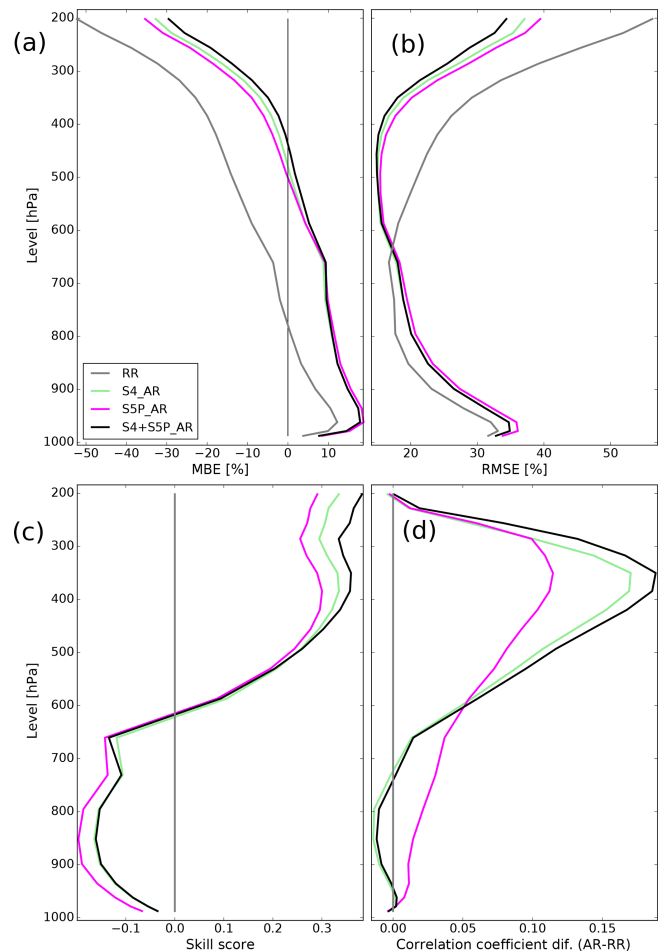 (a)
Level [hPa]
200
300
400
500
600
700
800
900
1000
RR
S4_AR
S5P_AR
S4+S5P_AR
−50 −40 −30 −20 −10 0 10
MBE [%]
(b)
20 30 40 50
RMSE [%]
(c)
Level [hPa]
200
300
400
500
600
700
800
900
1000
−0.1 0.0 0.1 0.2 0.3
Skill score
(d)
0.00 0.05 0.10 0.15
Correlation coefficient dif. (AR-RR)